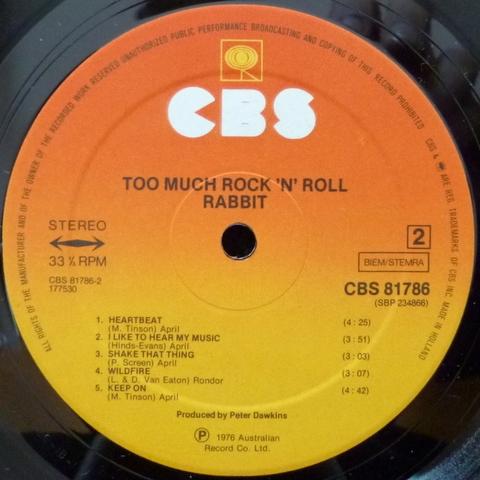 ALL RIGHTS OF THE MANUFACTURER AND OF THE OWNER OF THE RECORDED WORK RESERVED UNAUTHORIZED PUBLIC PERFORMANCE BROADCASTING AND COPYING OF THIS RECORD PROHIBITED
CBS & ARE REG. TRADEMARKS OF CBS INC MADE IN HOLLAND
CBS
TOO MUCH ROCK 'N' ROLL
RABBIT
STEREO
33 ⅓ RPM
CBS 81786-2
177530
2
BIEM/STEMRA
CBS 81786
(SBP 234866)
1. HEARTBEAT (4 : 25)
(M. Tinson) April
2. I LIKE TO HEAR MY MUSIC (3 : 51)
(Hinds-Evans) April
3. SHAKE THAT THING (3 : 03)
(P. Screen) April
4. WILDFIRE (3 : 07)
(L. & D. Van Eaton) Rondor
5. KEEP ON (4 : 42)
(M. Tinson) April
Produced by Peter Dawkins
Ⓟ 1976 Australian
Record Co. Ltd.